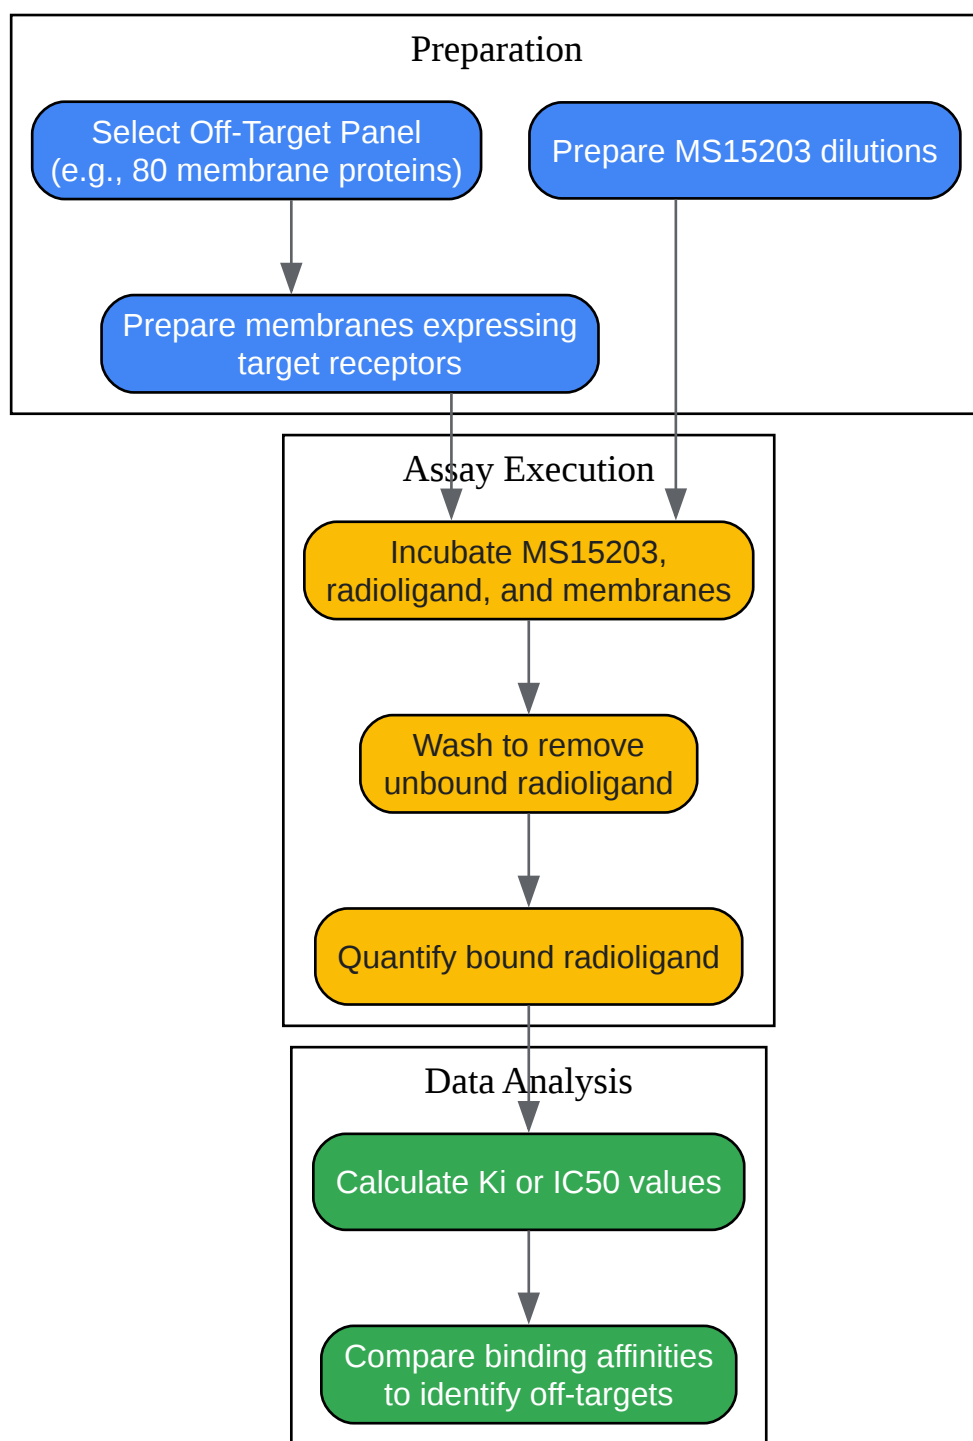 Preparation
Select Off-Target Panel
(e.g., 80 membrane proteins)
Prepare MS15203 dilutions
Prepare membranes expressing
target receptors
Assay Execution
Incubate MS15203,
radioligand, and membranes
Wash to remove
unbound radioligand
Quantify bound radioligand
Data Analysis
Calculate Ki or IC50 values
Compare binding affinities
to identify off-targets